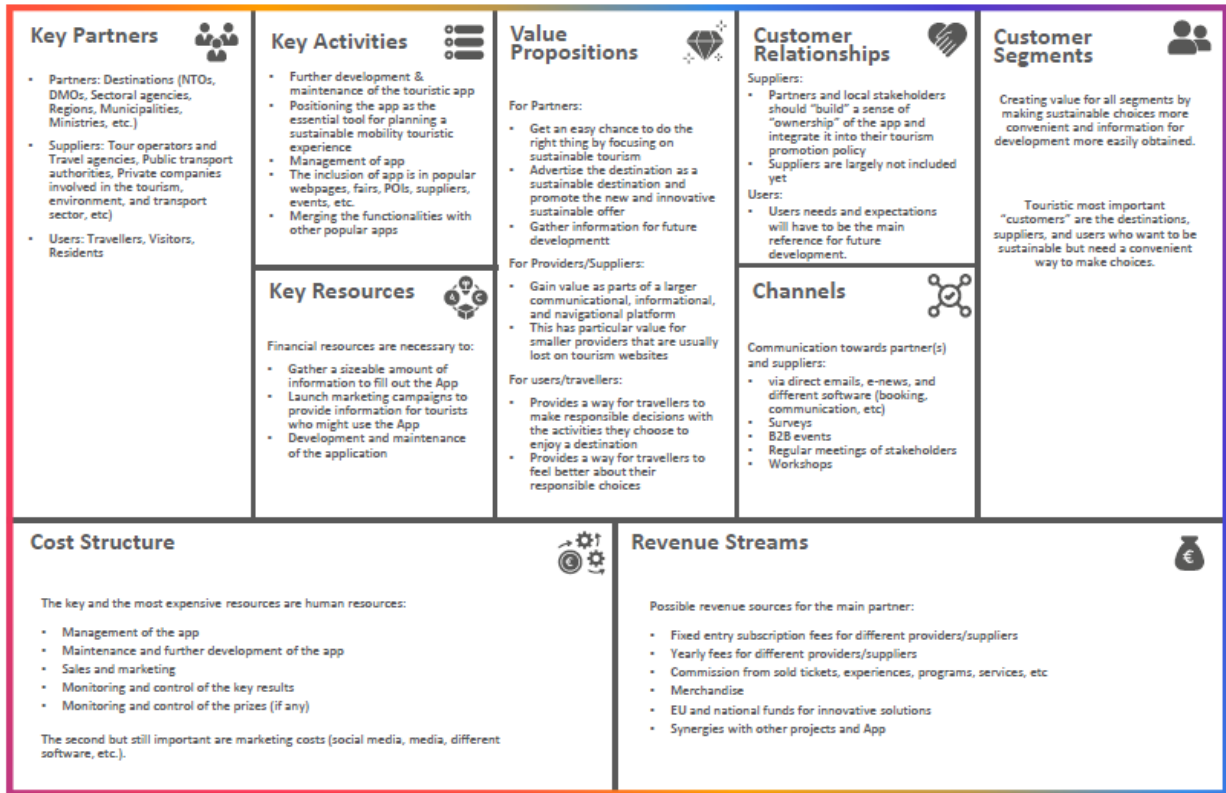 Key Partners
• Partners: Destinations (NTOs,
DMOs, Sectoral agencies,
Regions, Municipalities,
Ministries, etc.)
• Suppliers: Tour operators and
Travel agencies, Public transport
authorities, Private companies
involved in the tourism,
environment, and transport
sector, etc)
• Users: Travellers, Visitors,
Residents
Key Activities
• Further development &
maintenance of the touristic app
• Positioning the app as the
essential tool for planning a
sustainable mobility touristic
experience
• Management of app
• The inclusion of app is in popular
webpages, fairs, POIs, suppliers,
events, etc.
• Merging the functionalities with
other popular apps
Key Resources
Financial resources are necessary to:
• Gather a sizeable amount of
information to fill out the App
• Launch marketing campaigns to
provide information for tourists
who might use the App
• Development and maintenance
of the application
Value
Propositions
For Partners:
• Get an easy chance to do the
right thing by focusing on
sustainable tourism
• Advertise the destination as a
sustainable destination and
promote the new and innovative
sustainable offer
• Gather information for future
developmentt
For Providers/Suppliers:
• Gain value as parts of a larger
communicational, informational,
and navigational platform
• This has particular value for
smaller providers that are usually
lost on tourism websites
For users/travellers:
• Provides a way for travellers to
make responsible decisions with
the activities they choose to
enjoy a destination
• Provides a way for travellers to
feel better about their
responsible choices
Customer
Relationships
Suppliers:
• Partners and local stakeholders
should "build" a sense of
"ownership" of the app and
integrate it into their tourism
promotion policy
• Suppliers are largely not included
yet
Users:
• Users needs and expectations
will have to be the main
reference for future
development.
Channels
Communication towards partner(s)
and suppliers:
• via direct emails, e-news, and
different software (booking,
communication, etc)
• Surveys
• B2B events
• Regular meetings of stakeholders
• Workshops
Customer
Segments
Creating value for all segments by
making sustainable choices more
convenient and information for
development more easily obtained.
Touristic most important
"customers" are the destinations,
suppliers, and users who want to be
sustainable but need a convenient
way to make choices.
Cost Structure
The key and the most expensive resources are human resources:
• Management of the app
• Maintenance and further development of the app
• Sales and marketing
• Monitoring and control of the key results
• Monitoring and control of the prizes (if any)
The second but still important are marketing costs (social media, media, different
software, etc.).
Revenue Streams
Possible revenue sources for the main partner:
• Fixed entry subscription fees for different providers/suppliers
• Yearly fees for different providers/suppliers
• Commission from sold tickets, experiences, programs, services, etc
• Merchandise
• EU and national funds for innovative solutions
• Synergies with other projects and App